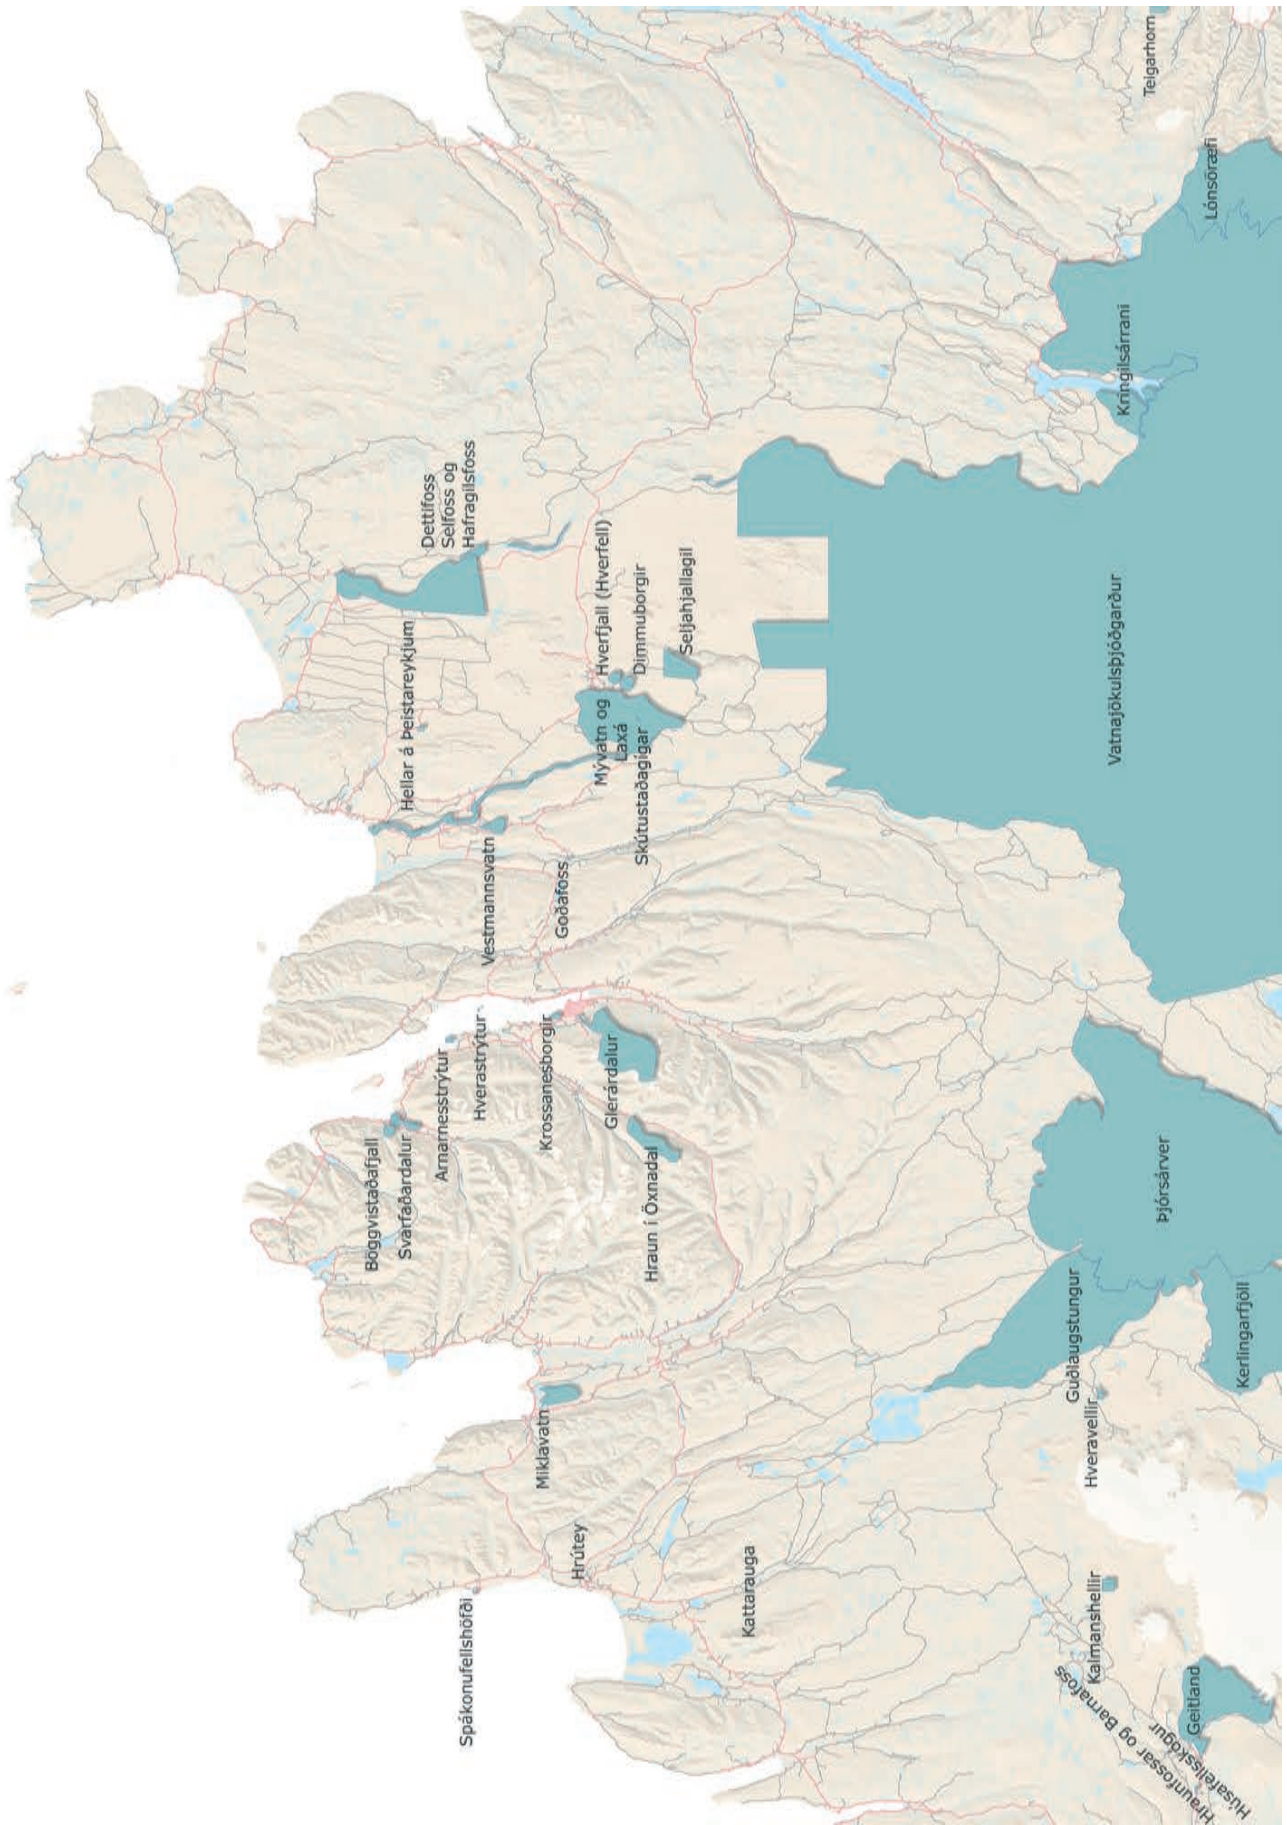 Teigarhorn
Lónsöræfi
Kringilsárrani
Dettifoss
Selfoss og
Hafragilsfoss
Hverfjall (Hverfell)
Dimmuborgir
Seljahjallagil
Hellar á Þeistareykjum
Mývatn og
Laxá
Skútustaðagígar
Vatnajökulsþjóðgarður
Vestmannsvatn
Goðafoss
Böggvistaðafjall
Svarfaðardalur
Arnarnesstrýtur
Hverastrýtur
Krossanesborgir
Glerárdalur
Hraun í Öxnadal
Þjórsárver
Guðlaugstungur
Kerlingarfjöll
Hveravellir
Miklavatn
Hrútey
Spákonufellshöfði
Kattarauga
Kalmanshellir
Geitland
Hraunfossar og Barnafoss
Húsafellsskógur